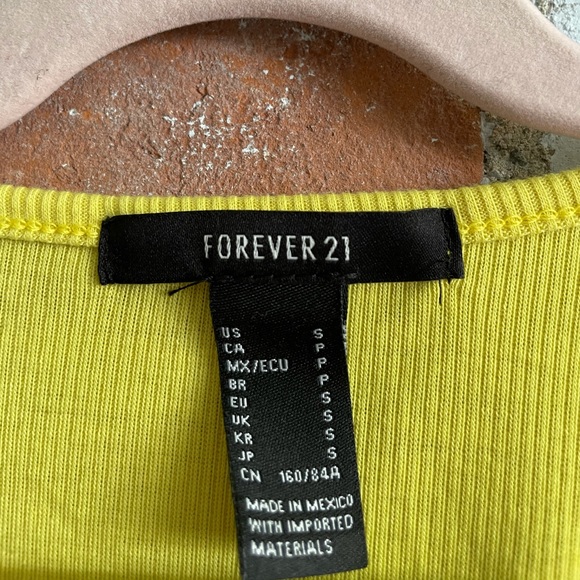 FOREVER 21
US S
CA P
MX/ECU P
BR P
EU S
UK S
KR S
JP S
CN 160/84A
MADE IN MEXICO
WITH IMPORTED
MATERIALS